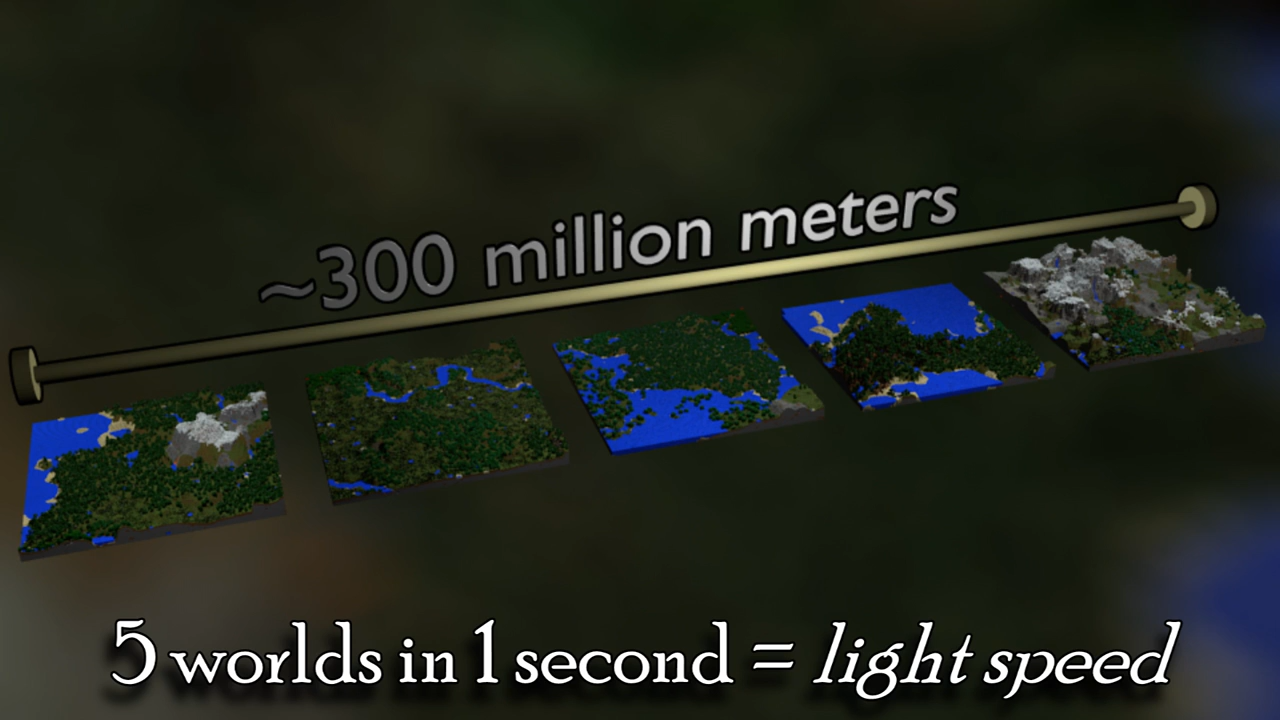 ~300 million meters
5 worlds in 1 second = light speed